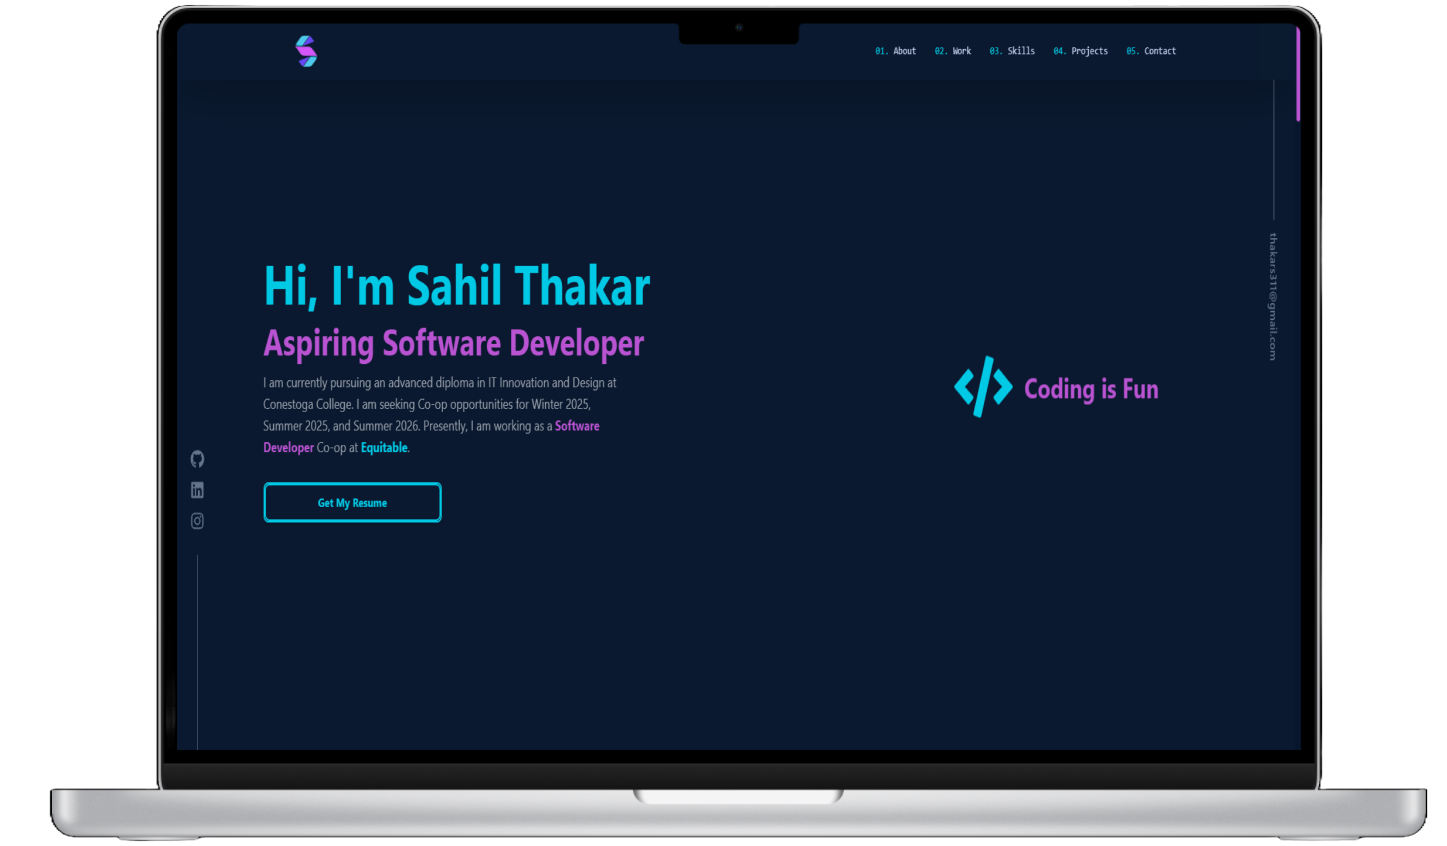 01. About 02. Work 03. Skills 04. Projects 05. Contact
thakars311@gmail.com
Hi, I'm Sahil Thakar
Aspiring Software Developer
I am currently pursuing an advanced diploma in IT Innovation and Design at
Conestoga College. I am seeking Co-op opportunities for Winter 2025,
Summer 2025, and Summer 2026. Presently, I am working as a Software
Developer Co-op at Equitable.
Get My Resume
</> Coding is Fun